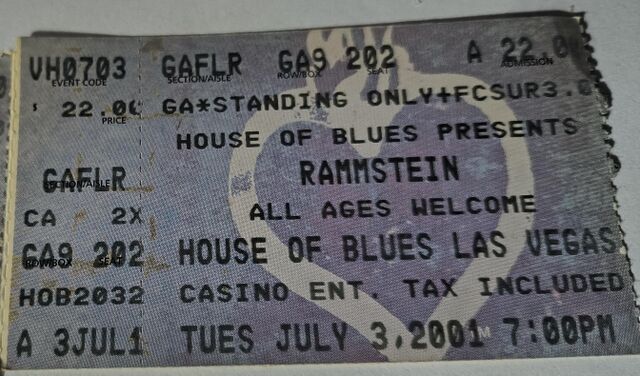 VH0703 GAFLR GA9 202 A 22.00
EVENT CODE SECTION/AISLE ROW/BOX SEAT ADMISSION
$ 22.00 GA*STANDING ONLY+FCSUR3.0
PRICE
HOUSE OF BLUES PRESENTS
GAFLR RAMMSTEIN
SECTION/AISLE
CA 2X ALL AGES WELCOME
GA9 202 HOUSE OF BLUES LAS VEGAS
ROW/BOX SEAT
HOB2032 CASINO ENT. TAX INCLUDED
A 3JUL1 TUES JULY 3,2001 7:00PM